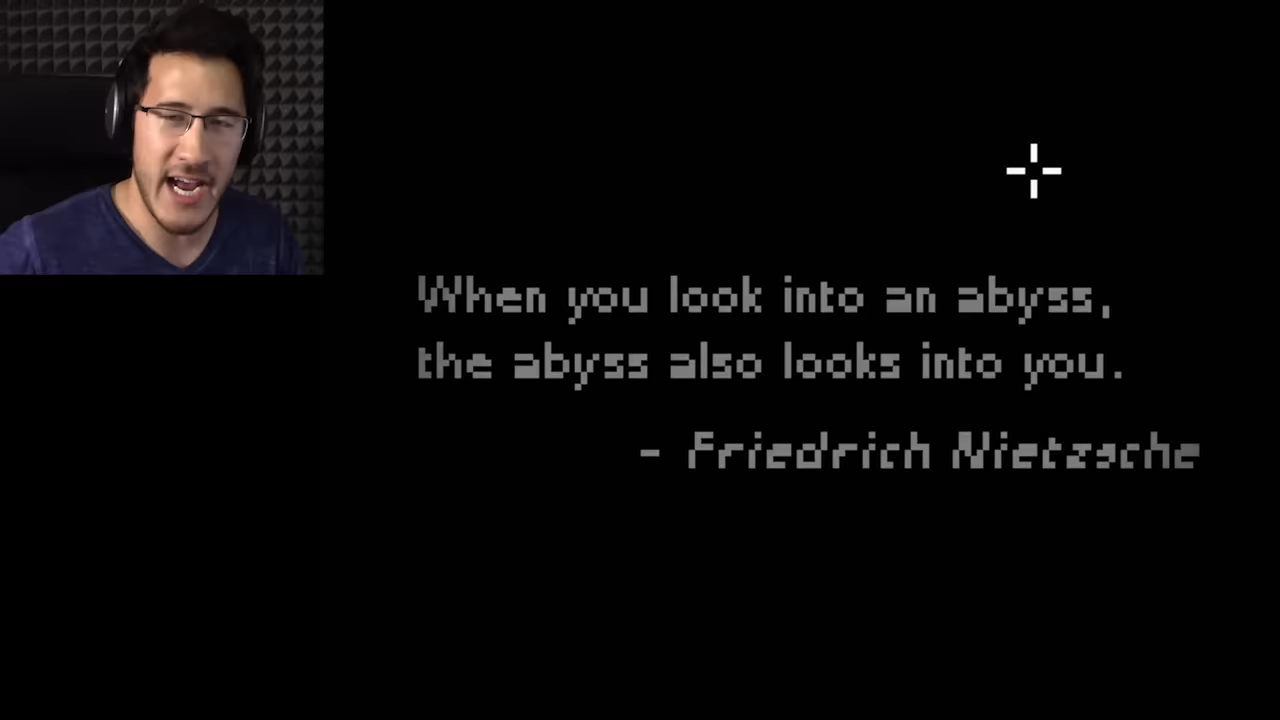 When you look into an abyss,
the abyss also looks into you.
- Friedrich Nietzsche